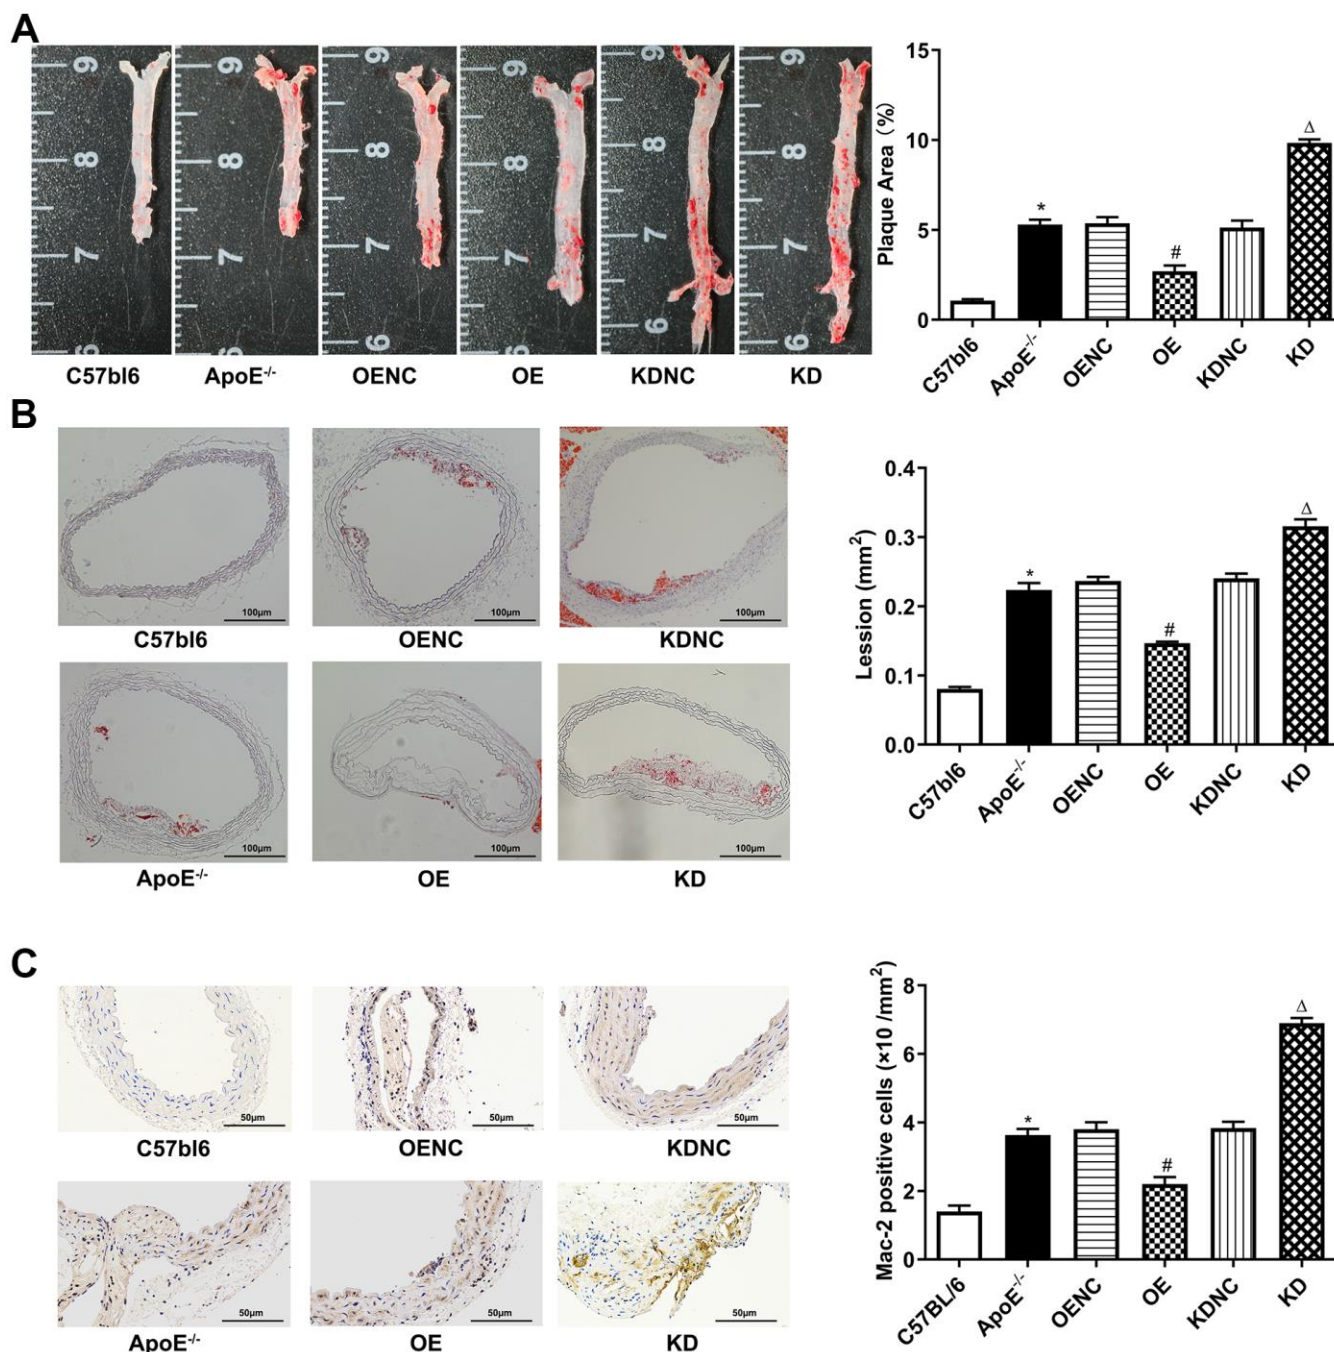 A
9
8
7
6
9
8
7
9
8
7
6
9
8
7
6
9
8
7
6
9
8
7
6
C57bl6
ApoE-/-
OENC
OE
KDNC
KD
Plaque Area (%)
15
10
5
0
*
#
Δ
C57bl6
ApoE-/-
OENC
OE
KDNC
KD
B
100μm
100μm
100μm
C57bl6
OENC
KDNC
100μm
100μm
100μm
ApoE-/-
OE
KD
Lession (mm²)
0.4
0.3
0.2
0.1
0.0
*
#
Δ
C57bl6
ApoE-/-
OENC
OE
KDNC
KD
C
50μm
50μm
50μm
C57bl6
OENC
KDNC
50μm
50μm
50μm
ApoE-/-
OE
KD
Mac-2 positive cells (×10 /mm²)
8
6
4
2
0
*
#
Δ
C57BL/6
ApoE-/-
OENC
OE
KDNC
KD